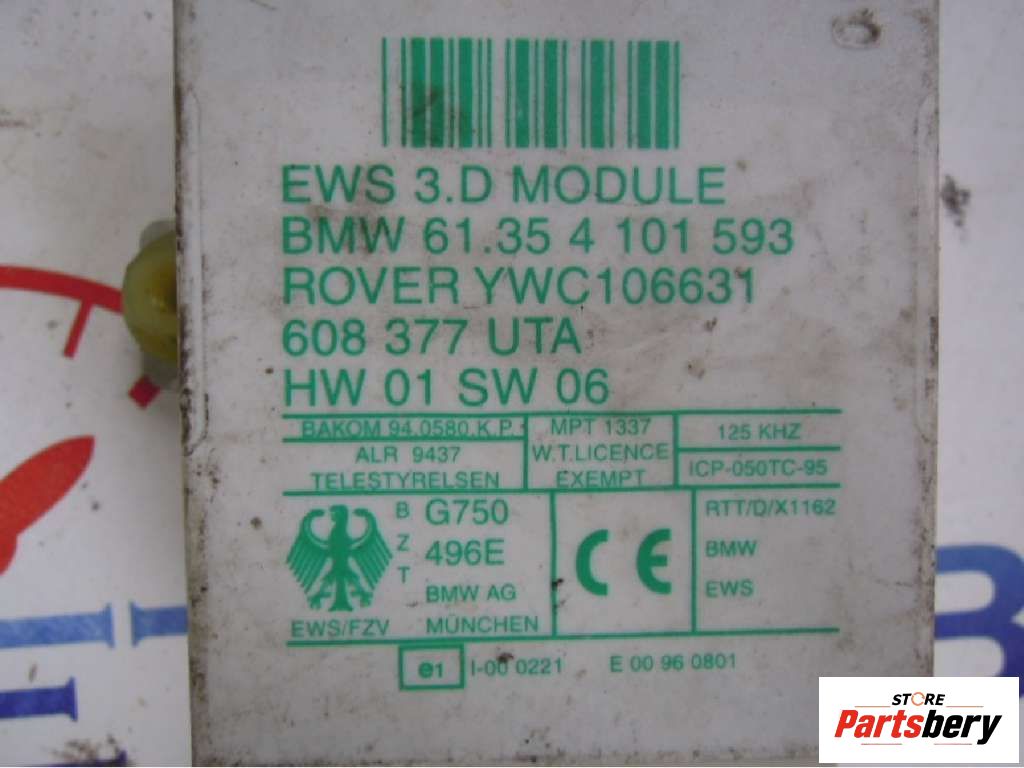 EWS 3.D MODULE
BMW 61.35 4 101 593
ROVER YWC106631
608 377 UTA
HW 01 SW 06
BAKOM 94.0580.K.P.
ALR 9437
TELESTYRELSEN
MPT 1337
W.T.LICENCE
EXEMPT
125 KHZ
ICP-050TC-95
BZT
G750
496E
BMW AG
MÜNCHEN
EWS/FZV
CE
RTT/D/X1162
BMW
EWS
e1 I-00 0221 E 00 96 0801
B
STORE
Partsbery